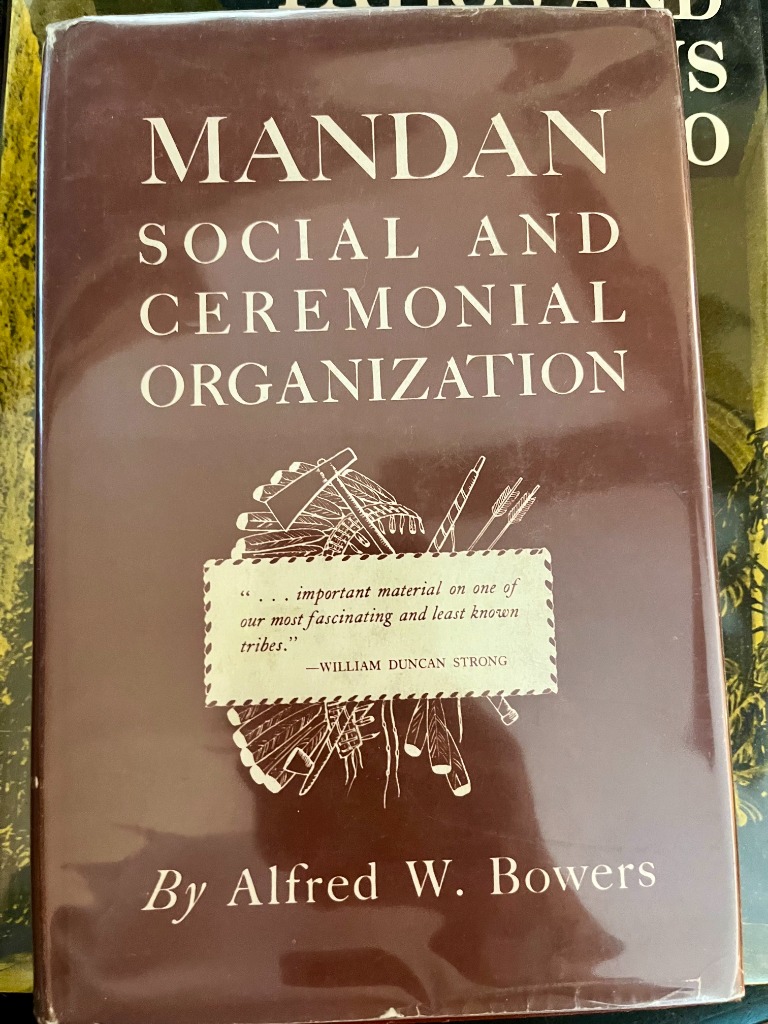 MANDAN
SOCIAL AND
CEREMONIAL
ORGANIZATION
“ . . . important material on one of
our most fascinating and least known
tribes.”
—WILLIAM DUNCAN STRONG
By Alfred W. Bowers
AND